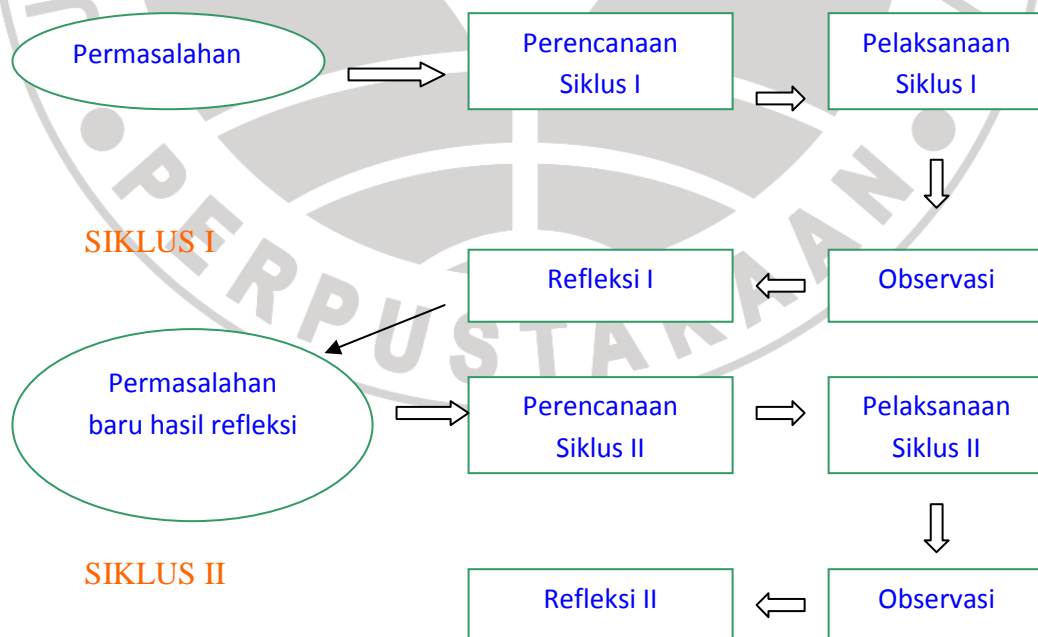 Permasalahan
Perencanaan
Siklus I
Pelaksanaan
Siklus I
SIKLUS I
Refleksi I
Observasi
PERPUSTAKAAN
Permasalahan
baru hasil refleksi
Perencanaan
Siklus II
Pelaksanaan
Siklus II
SIKLUS II
Refleksi II
Observasi